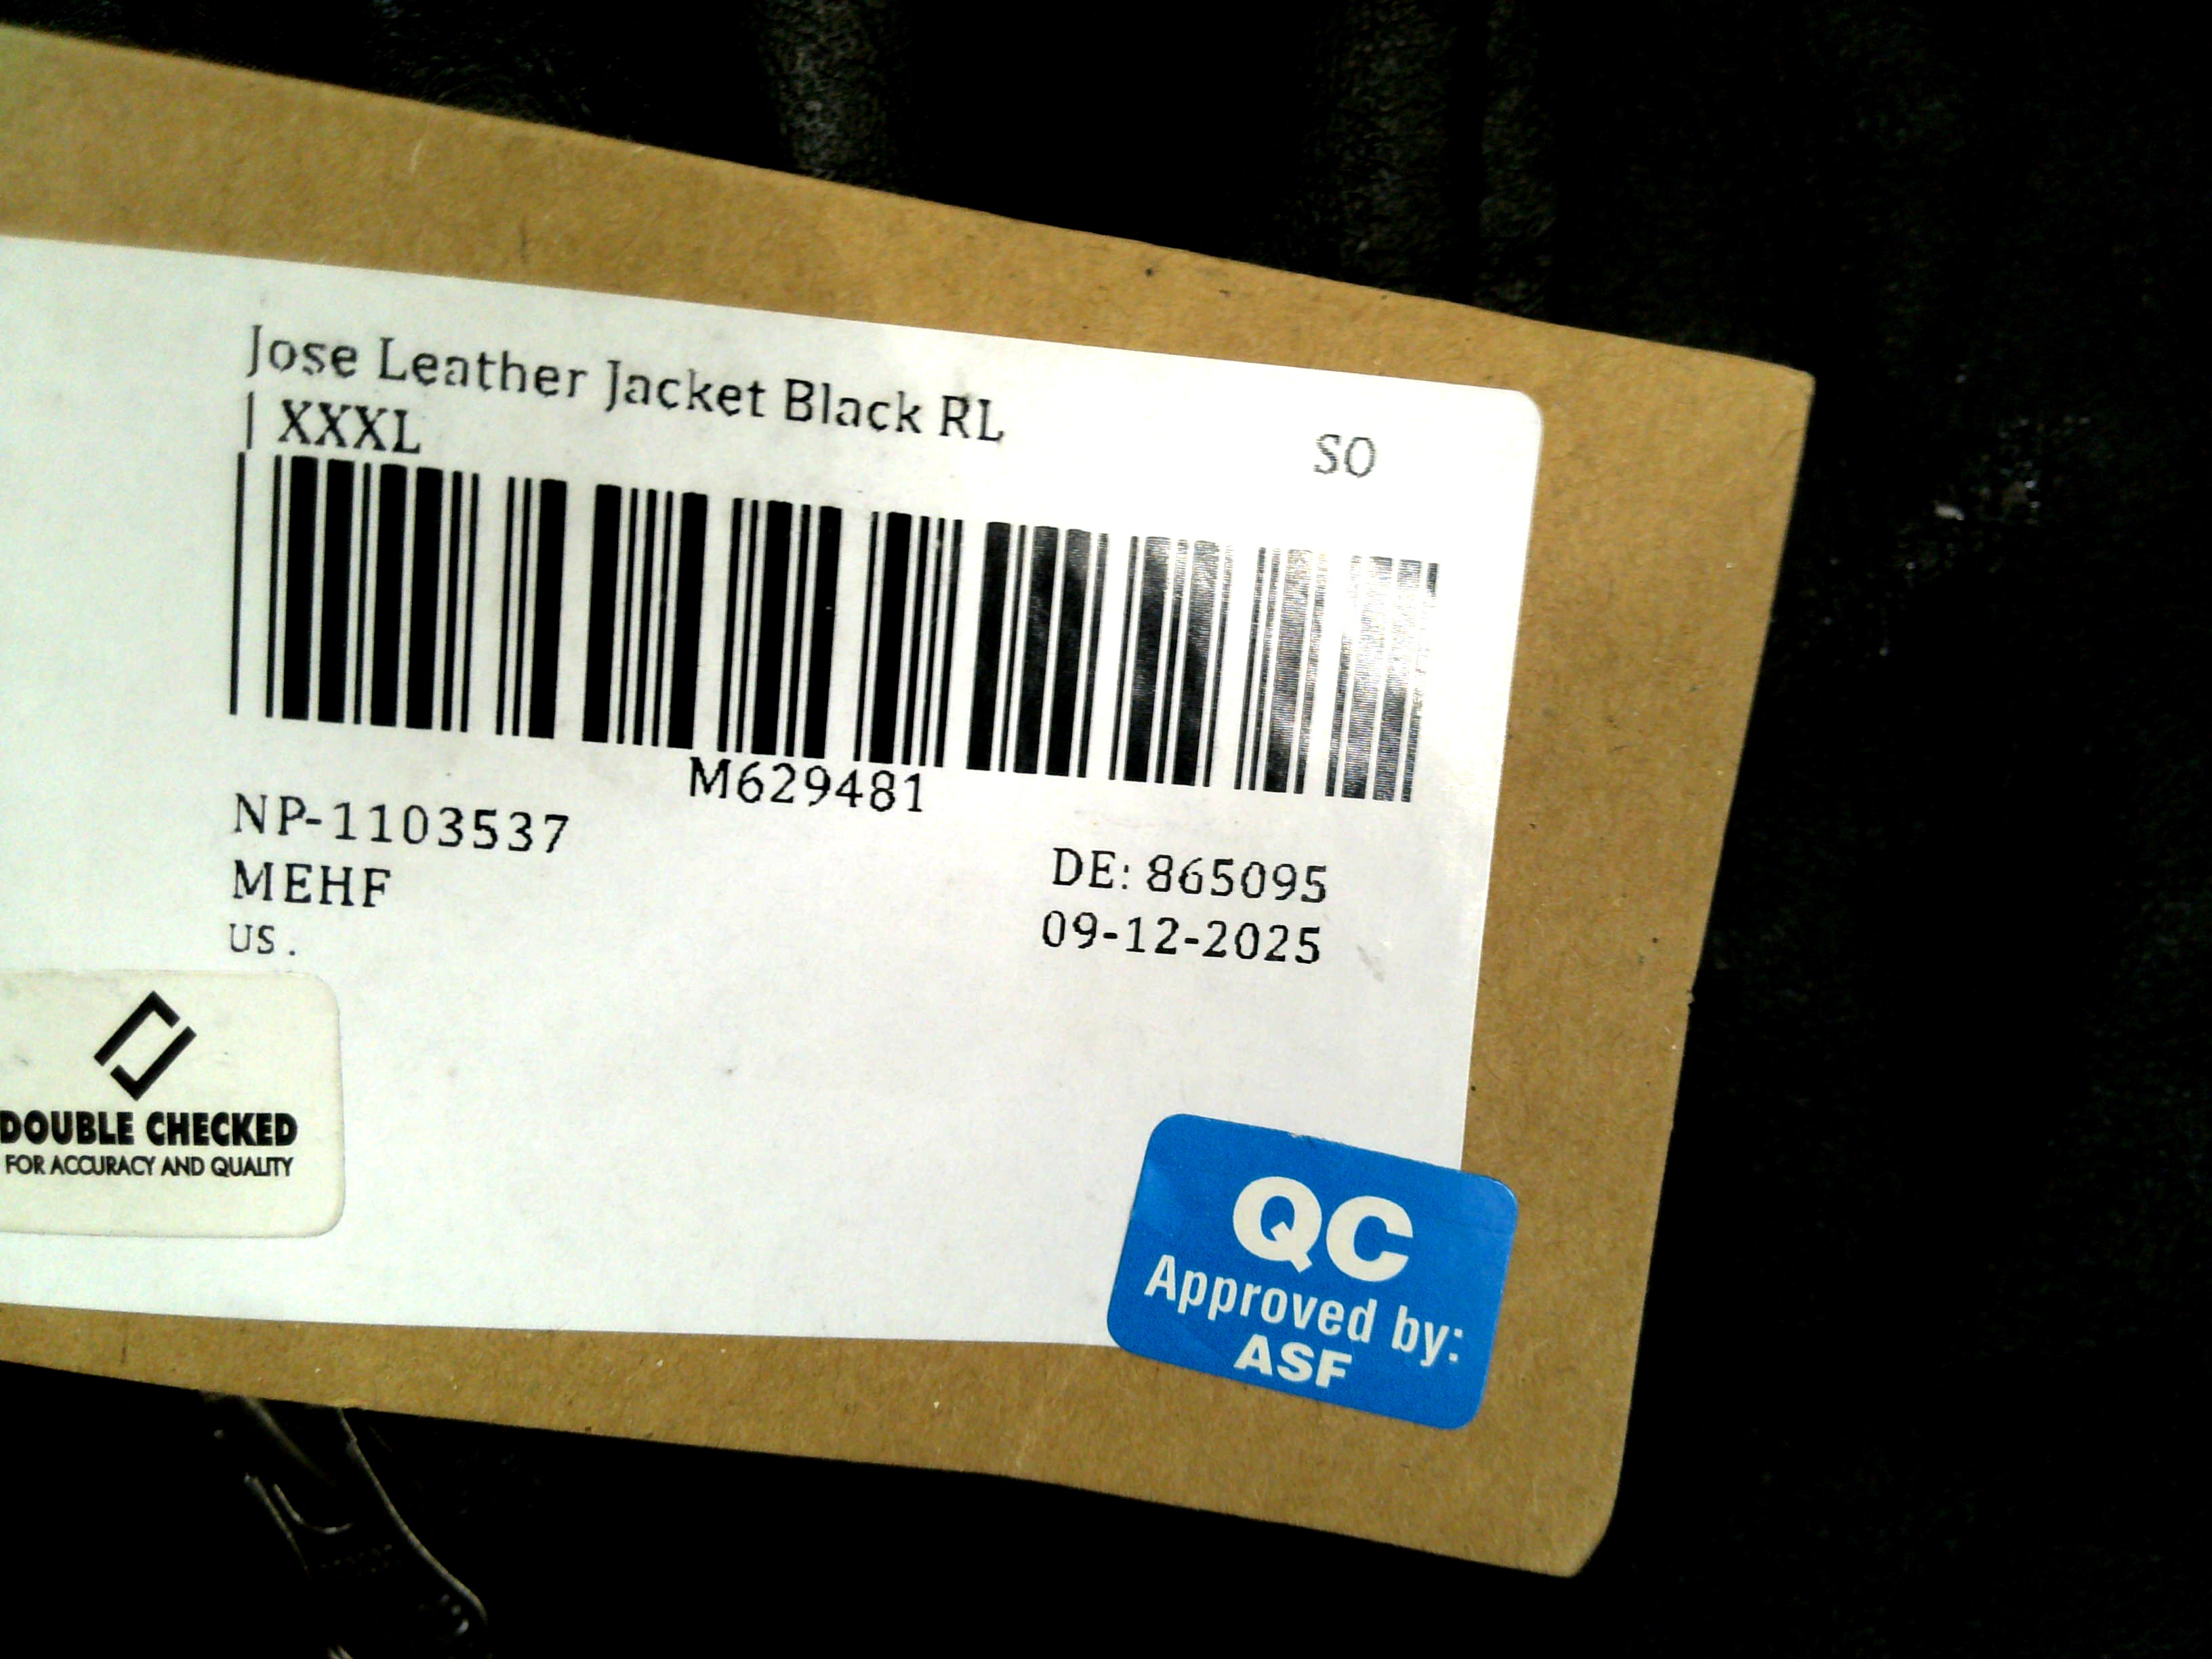 Jose Leather Jacket Black RL
| XXXL
SO
M629481
NP-1103537
MEHF
US .
DE: 865095
09-12-2025
DOUBLE CHECKED
FOR ACCURACY AND QUALITY
QC
Approved by:
ASF